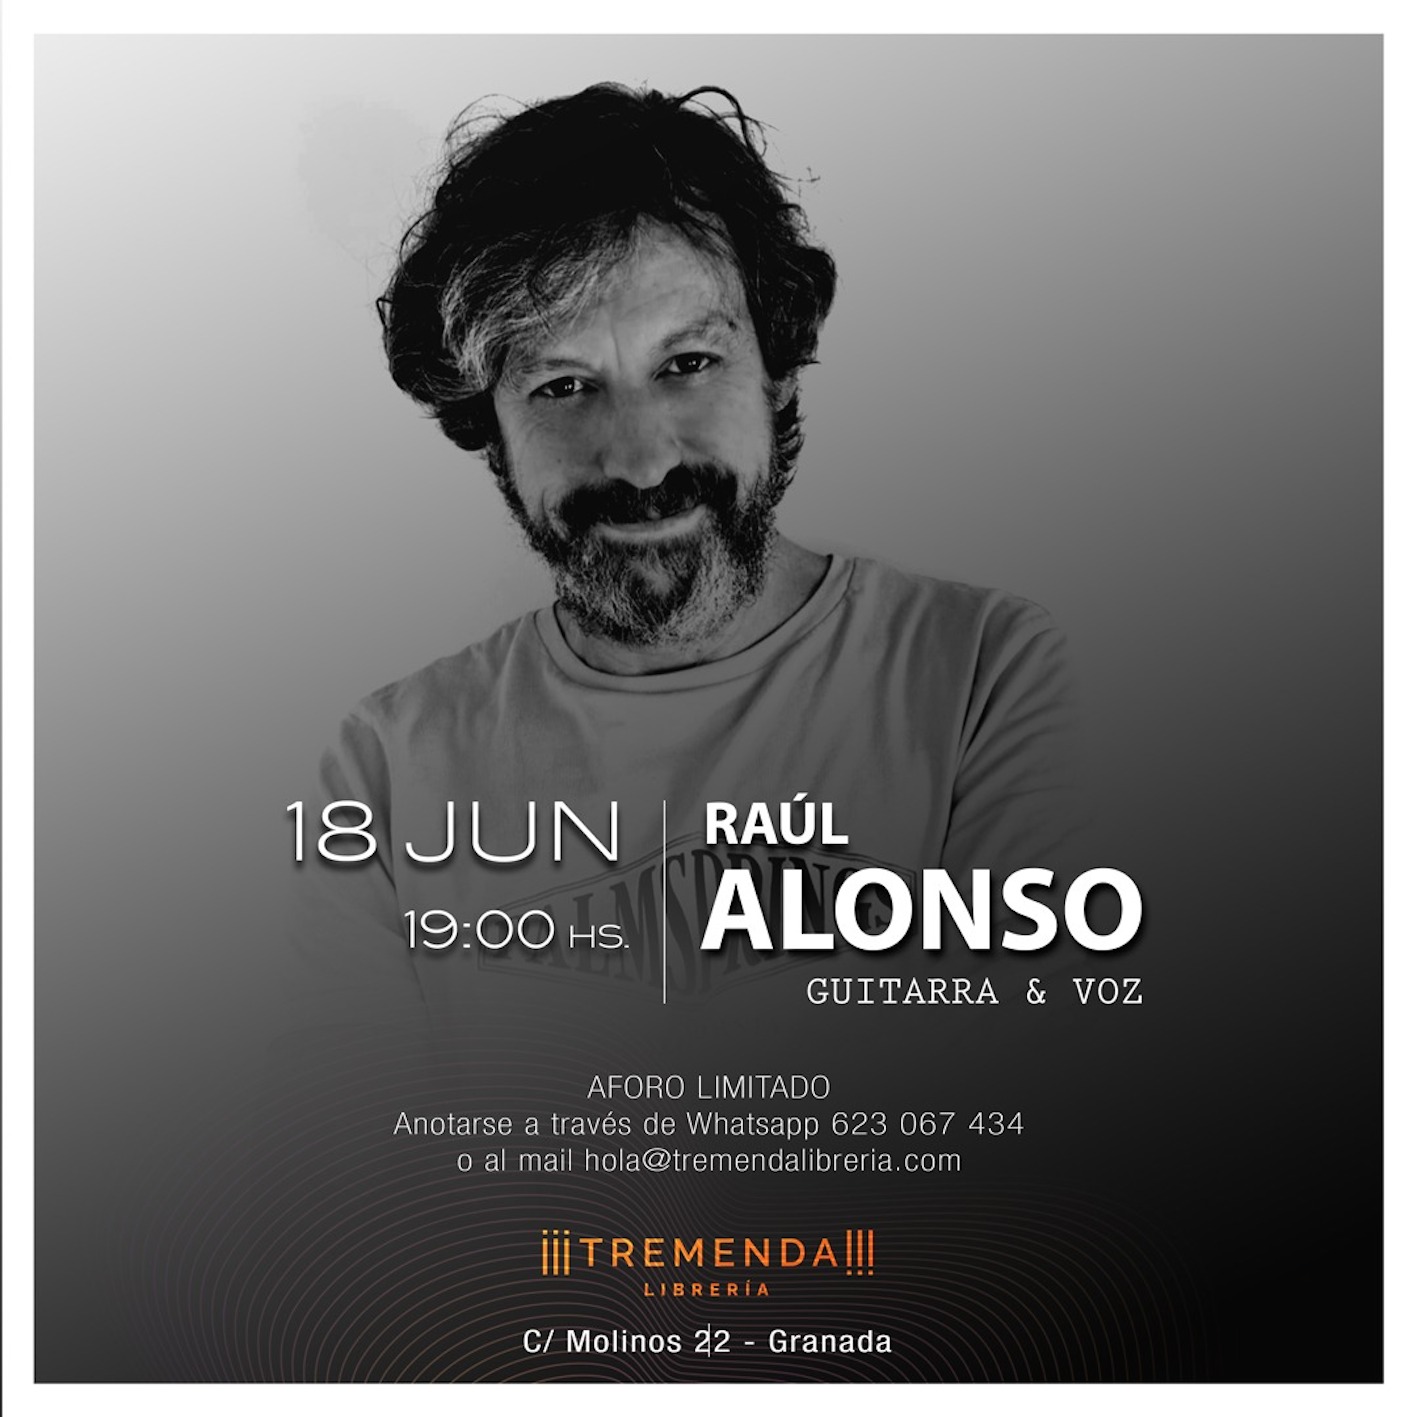 18 JUN
19:00 HS.
RAÚL
ALONSO
GUITARRA & VOZ
PALMSPRINGS
AFORO LIMITADO
Anotarse a través de Whatsapp 623 067 434
o al mail hola@tremendalibreria.com
¡¡¡TREMENDA!!!
LIBRERÍA
C/ Molinos 22 - Granada